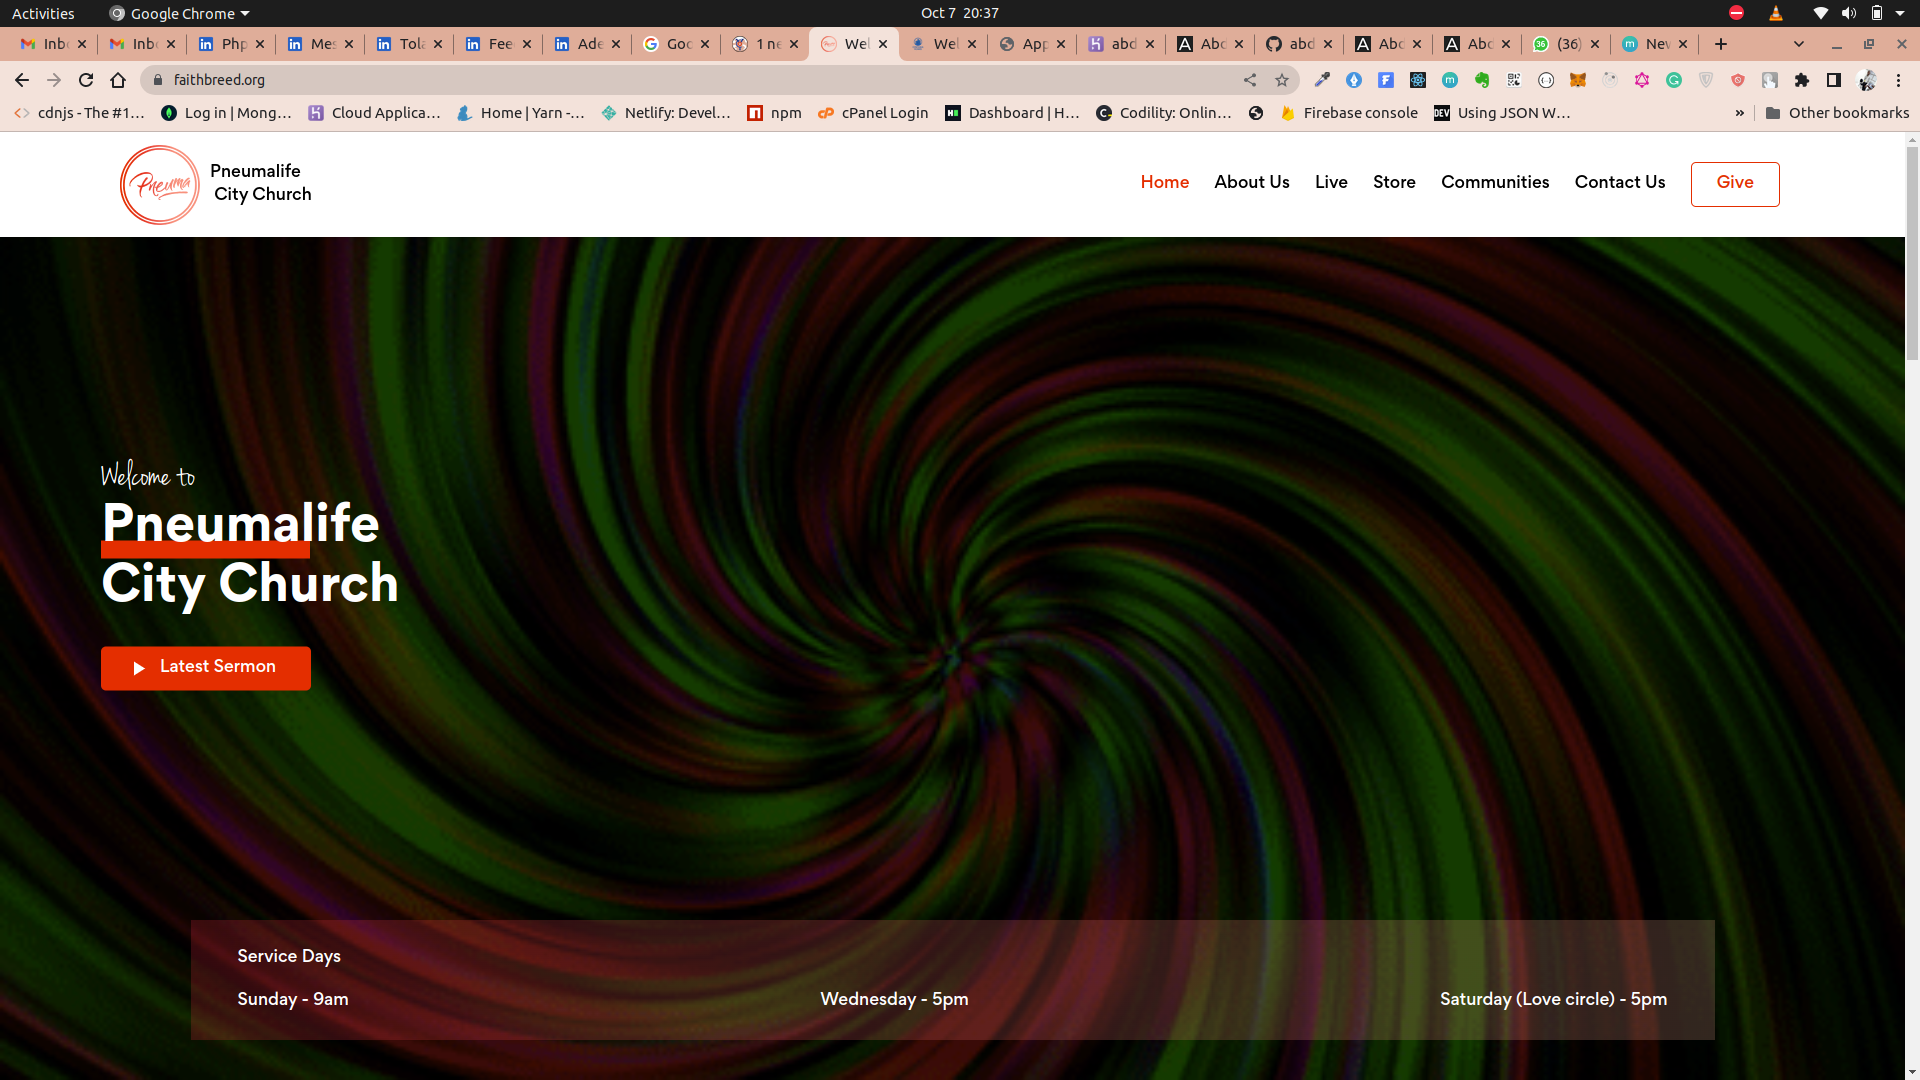 Activities
Google Chrome
Oct 7 20:37
Inbo
Inbo
Php
Mes
Tola
Fee
Ade
Goo
1 ne
Wel
Wel
App
abd
Abd
abd
Abd
Abd
(36)
Nev
faithbreed.org
cdnjs - The #1...
Log in | Mong...
Cloud Applica...
Home | Yarn -...
Netlify: Devel...
npm
cPanel Login
Dashboard | H...
Codility: Onlin...
Firebase console
DEV
Using JSON W...
»
Other bookmarks
Pneuma
Pneumalife
City Church
Home
About Us
Live
Store
Communities
Contact Us
Give
Welcome to
Pneumalife
City Church
Latest Sermon
Service Days
Sunday - 9am
Wednesday - 5pm
Saturday (Love circle) - 5pm